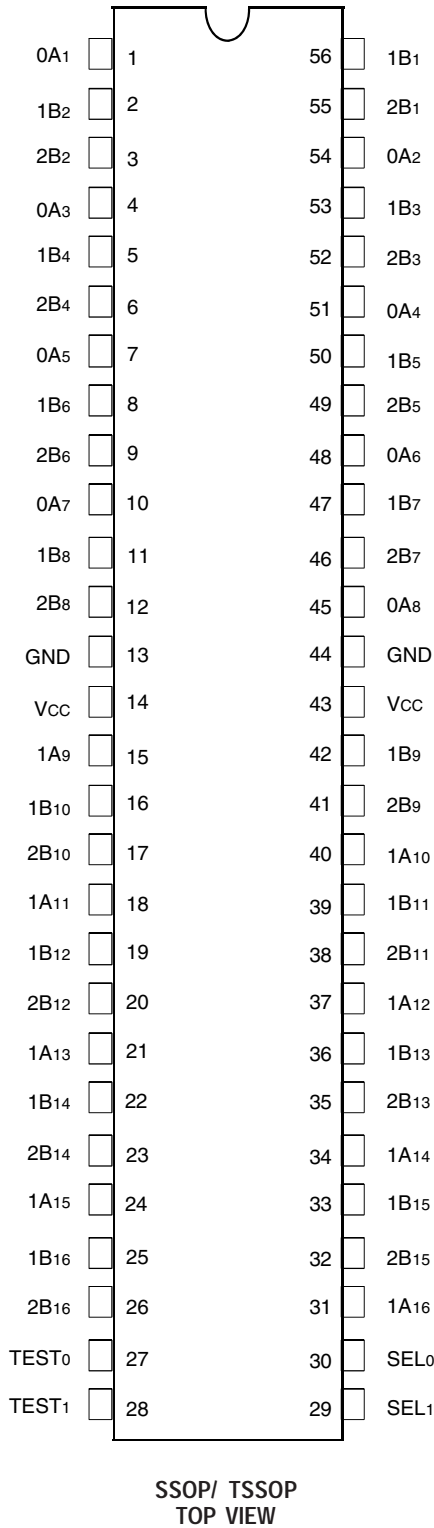 0A1 1 56 1B1
1B2 2 55 2B1
2B2 3 54 0A2
0A3 4 53 1B3
1B4 5 52 2B3
2B4 6 51 0A4
0A5 7 50 1B5
1B6 8 49 2B5
2B6 9 48 0A6
0A7 10 47 1B7
1B8 11 46 2B7
2B8 12 45 0A8
GND 13 44 GND
VCC 14 43 VCC
1A9 15 42 1B9
1B10 16 41 2B9
2B10 17 40 1A10
1A11 18 39 1B11
1B12 19 38 2B11
2B12 20 37 1A12
1A13 21 36 1B13
1B14 22 35 2B13
2B14 23 34 1A14
1A15 24 33 1B15
1B16 25 32 2B15
2B16 26 31 1A16
TEST0 27 30 SEL0
TEST1 28 29 SEL1
SSOP/ TSSOP
TOP VIEW